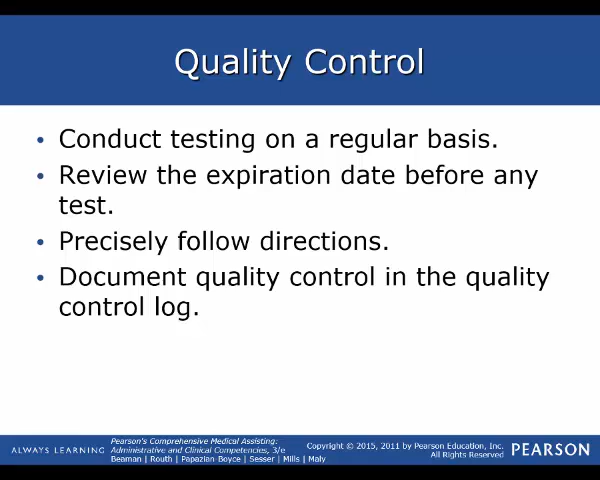 Quality Control
• Conduct testing on a regular basis.
• Review the expiration date before any
test.
• Precisely follow directions.
• Document quality control in the quality
control log.
ALWAYS LEARNING
Pearson's Comprehensive Medical Assisting:
Administrative and Clinical Competencies, 3/e
Beaman | Routh | Papazian-Boyce | Sesser | Mills | Maly
Copyright © 2015, 2011 by Pearson Education, Inc.
All Rights Reserved
PEARSON